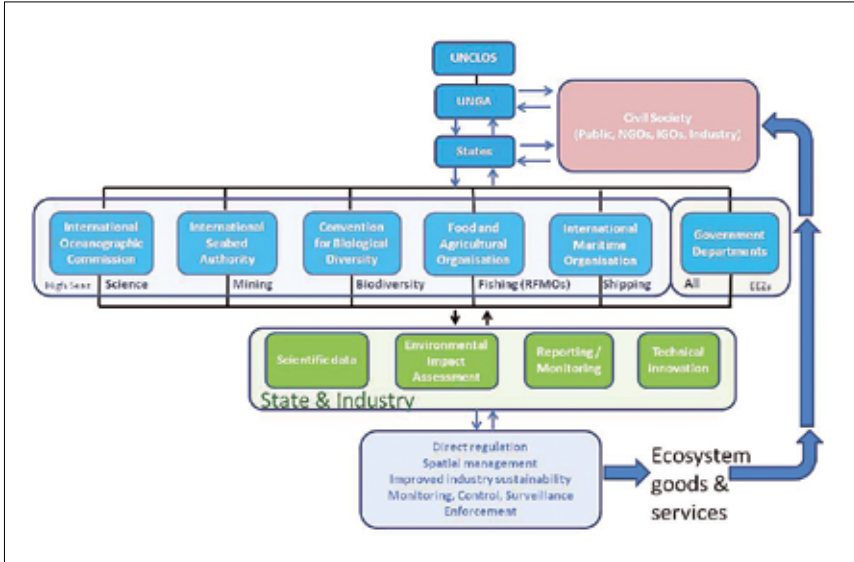 UNCLOS
UNGA
States
Civil Society
(Public, NGOs, IGOs, Industry)
International
Oceanographic
Commission
International
Seabed
Authority
Convention
for Biological
Diversity
Food and
Agricultural
Organisation
International
Maritime
Organisation
Government
Departments
High Seas Science Mining Biodiversity Fishing (RFMOs) Shipping All EEZs
Scientific data
Environmental
Impact
Assessment
Reporting /
Monitoring
Technical
innovation
State & Industry
Direct regulation
Spatial management
Improved industry sustainability
Monitoring, Control, Surveillance
Enforcement
Ecosystem
goods &
services